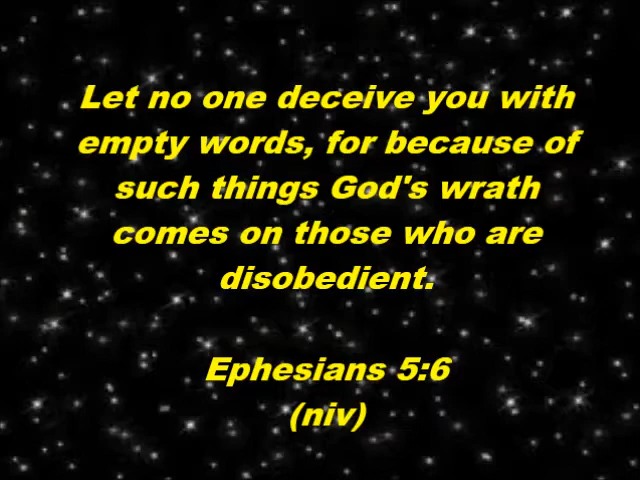 Let no one deceive you with
empty words, for because of
such things God's wrath
comes on those who are
disobedient.
Ephesians 5:6
(niv)